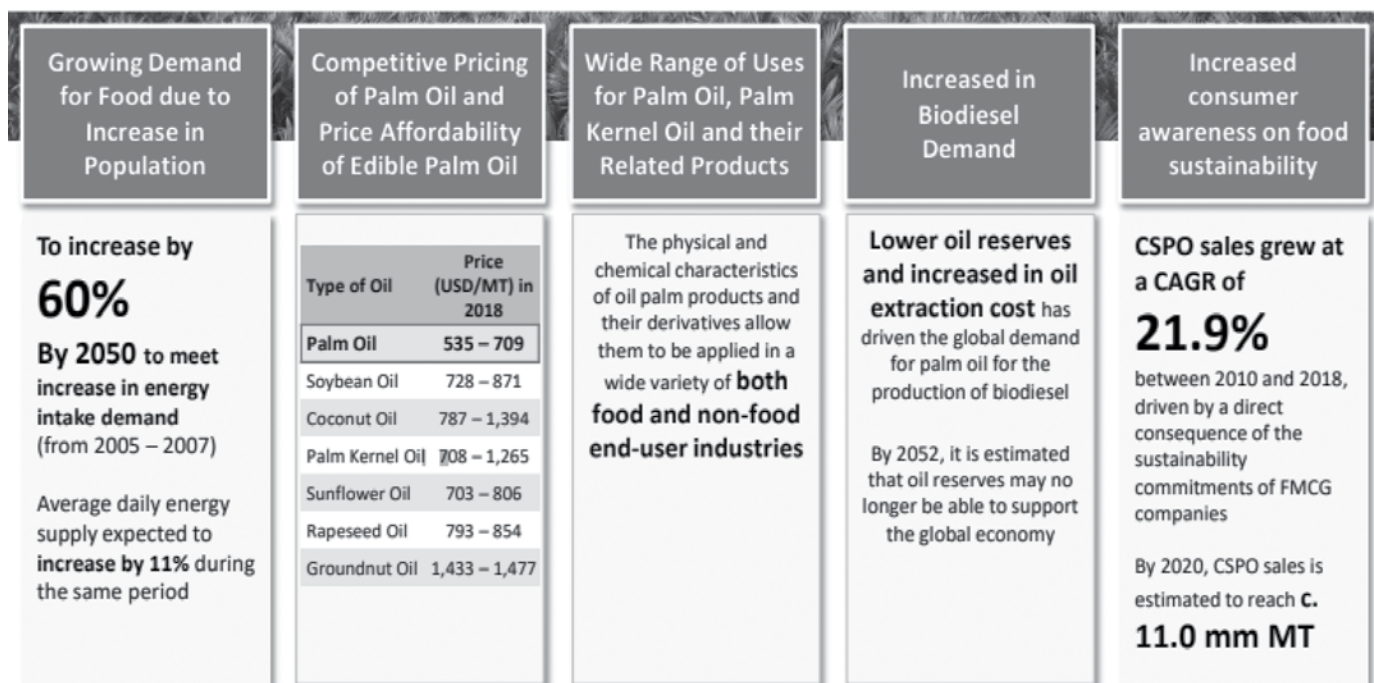 Growing Demand
for Food due to
Increase in
Population
To increase by
60%
By 2050 to meet
increase in energy
intake demand
(from 2005 – 2007)
Average daily energy
supply expected to
increase by 11% during
the same period
Competitive Pricing
of Palm Oil and
Price Affordability
of Edible Palm Oil
Type of Oil Price (USD/MT) in 2018
Palm Oil 535 – 709
Soybean Oil 728 – 871
Coconut Oil 787 – 1,394
Palm Kernel Oil 708 – 1,265
Sunflower Oil 703 – 806
Rapeseed Oil 793 – 854
Groundnut Oil 1,433 – 1,477
Wide Range of Uses
for Palm Oil, Palm
Kernel Oil and their
Related Products
The physical and
chemical characteristics
of oil palm products and
their derivatives allow
them to be applied in a
wide variety of both
food and non-food
end-user industries
Increased in
Biodiesel
Demand
Lower oil reserves
and increased in oil
extraction cost has
driven the global demand
for palm oil for the
production of biodiesel
By 2052, it is estimated
that oil reserves may no
longer be able to support
the global economy
Increased
consumer
awareness on food
sustainability
CSPO sales grew at
a CAGR of
21.9%
between 2010 and 2018,
driven by a direct
consequence of the
sustainability
commitments of FMCG
companies
By 2020, CSPO sales is
estimated to reach c.
11.0 mm MT